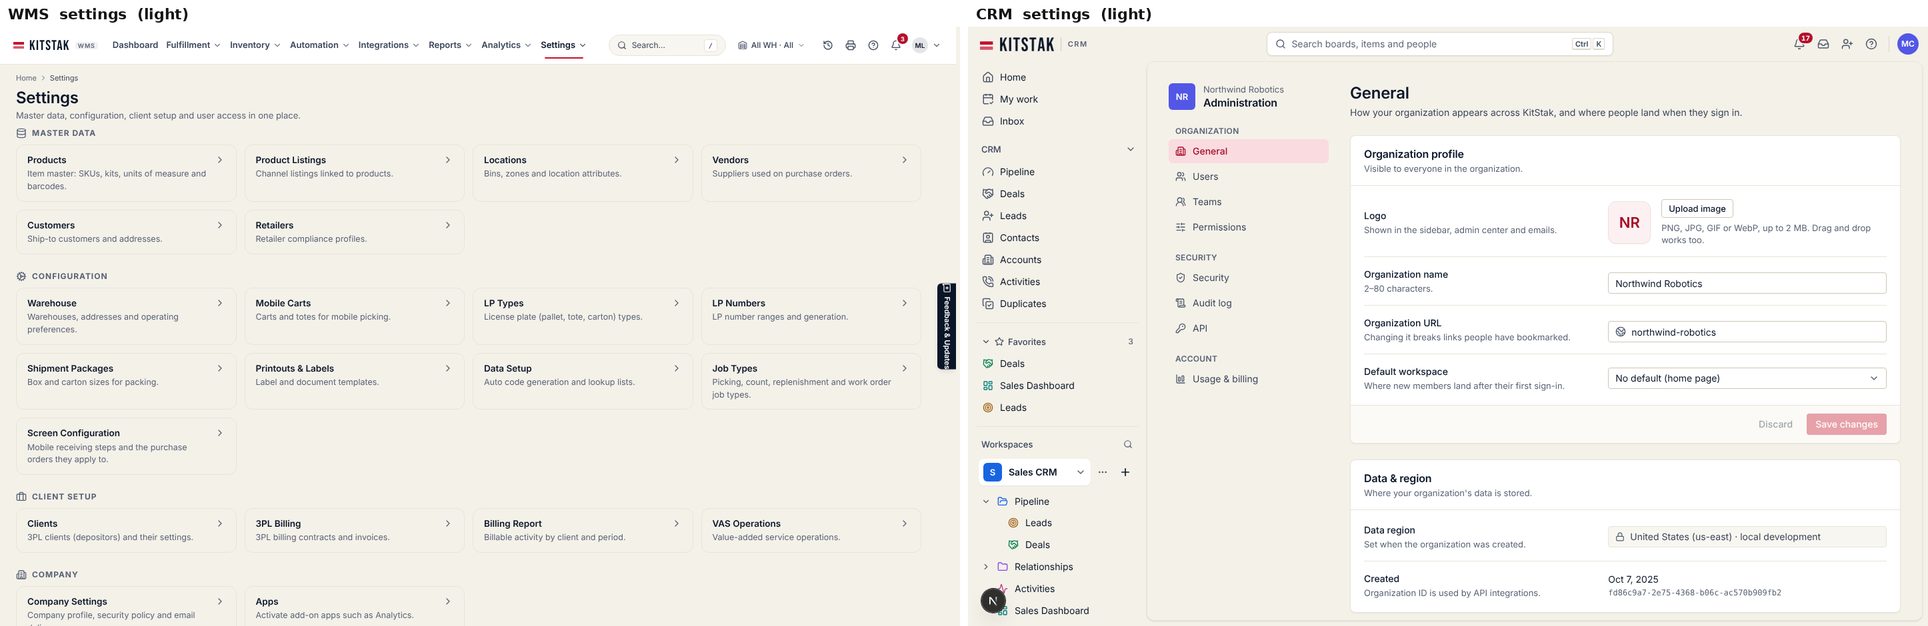 WMS settings (light)
KITSTAK WMS
Dashboard Fulfillment Inventory Automation Integrations Reports Analytics Settings
Search... /
All WH · All
3
ML
Home > Settings
Settings
Master data, configuration, client setup and user access in one place.
MASTER DATA
Products
Item master: SKUs, kits, units of measure and
barcodes.
Product Listings
Channel listings linked to products.
Locations
Bins, zones and location attributes.
Vendors
Suppliers used on purchase orders.
Customers
Ship-to customers and addresses.
Retailers
Retailer compliance profiles.
CONFIGURATION
Warehouse
Warehouses, addresses and operating
preferences.
Mobile Carts
Carts and totes for mobile picking.
LP Types
License plate (pallet, tote, carton) types.
LP Numbers
LP number ranges and generation.
Shipment Packages
Box and carton sizes for packing.
Printouts & Labels
Label and document templates.
Data Setup
Auto code generation and lookup lists.
Job Types
Picking, count, replenishment and work order
job types.
Screen Configuration
Mobile receiving steps and the purchase
orders they apply to.
CLIENT SETUP
Clients
3PL clients (depositors) and their settings.
3PL Billing
3PL billing contracts and invoices.
Billing Report
Billable activity by client and period.
VAS Operations
Value-added service operations.
COMPANY
Company Settings
Company profile, security policy and email
Apps
Activate add-on apps such as Analytics.
Feedback & Updates
CRM settings (light)
KITSTAK CRM
Search boards, items and people Ctrl K
17
MC
Home
My work
Inbox
CRM
Pipeline
Deals
Leads
Contacts
Accounts
Activities
Duplicates
Favorites 3
Deals
Sales Dashboard
Leads
Workspaces
S Sales CRM
Pipeline
Leads
Deals
Relationships
Activities
N
Sales Dashboard
NR
Northwind Robotics
Administration
ORGANIZATION
General
Users
Teams
Permissions
SECURITY
Security
Audit log
API
ACCOUNT
Usage & billing
General
How your organization appears across KitStak, and where people land when they sign in.
Organization profile
Visible to everyone in the organization.
Logo
Shown in the sidebar, admin center and emails.
NR
Upload image
PNG, JPG, GIF or WebP, up to 2 MB. Drag and drop
works too.
Organization name
2–80 characters.
Northwind Robotics
Organization URL
Changing it breaks links people have bookmarked.
northwind-robotics
Default workspace
Where new members land after their first sign-in.
No default (home page)
Discard Save changes
Data & region
Where your organization's data is stored.
Data region
Set when the organization was created.
United States (us-east) · local development
Created
Organization ID is used by API integrations.
Oct 7, 2025
fd86c9a7-2e75-4368-b06c-ac570b909fb2